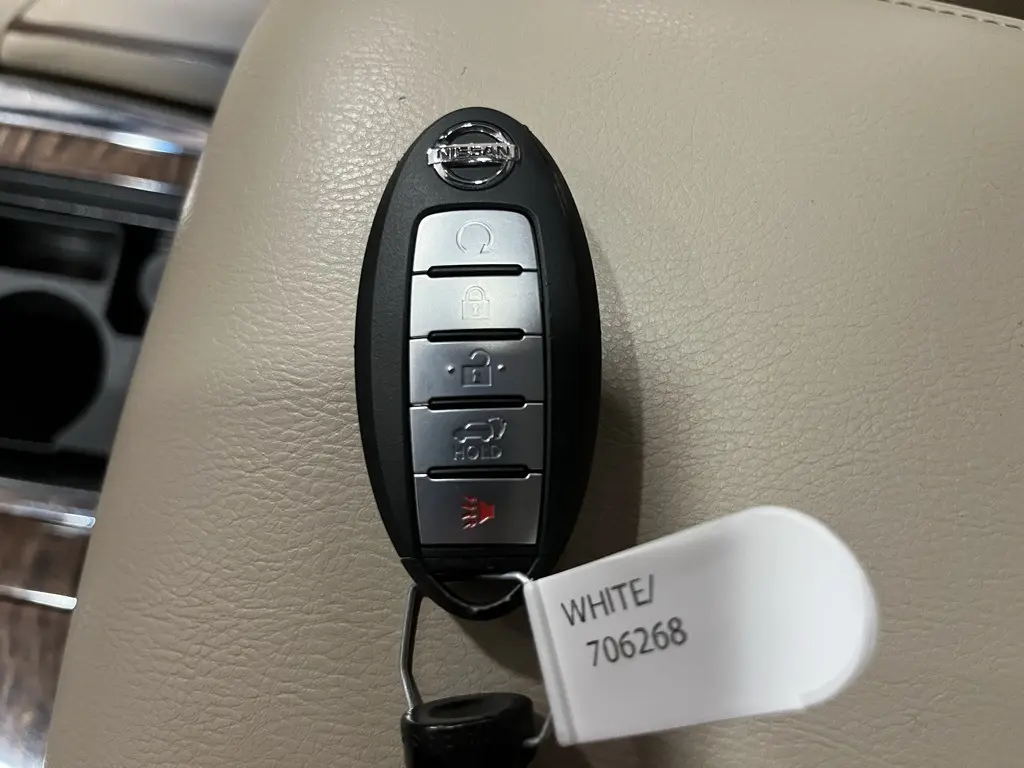 NISSAN
HOLD
WHITE/
706268